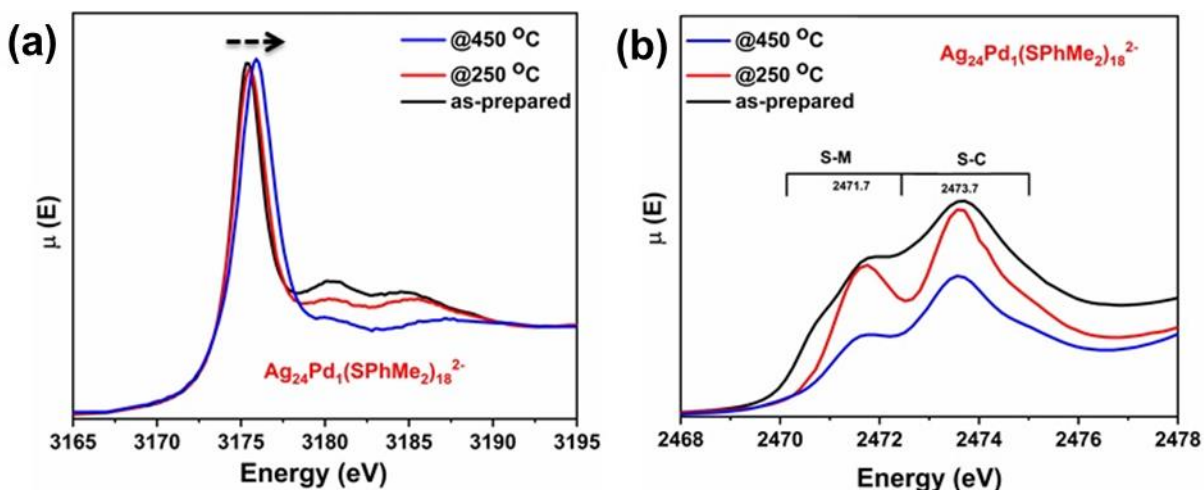 (a)
@450 °C
@250 °C
as-prepared
Ag24Pd1(SPhMe2)18 2-
μ (E)
3165 3170 3175 3180 3185 3190 3195
Energy (eV)
(b)
@450 °C
@250 °C
as-prepared
Ag24Pd1(SPhMe2)18 2-
S-M S-C
2471.7 2473.7
μ (E)
2468 2470 2472 2474 2476 2478
Energy (eV)